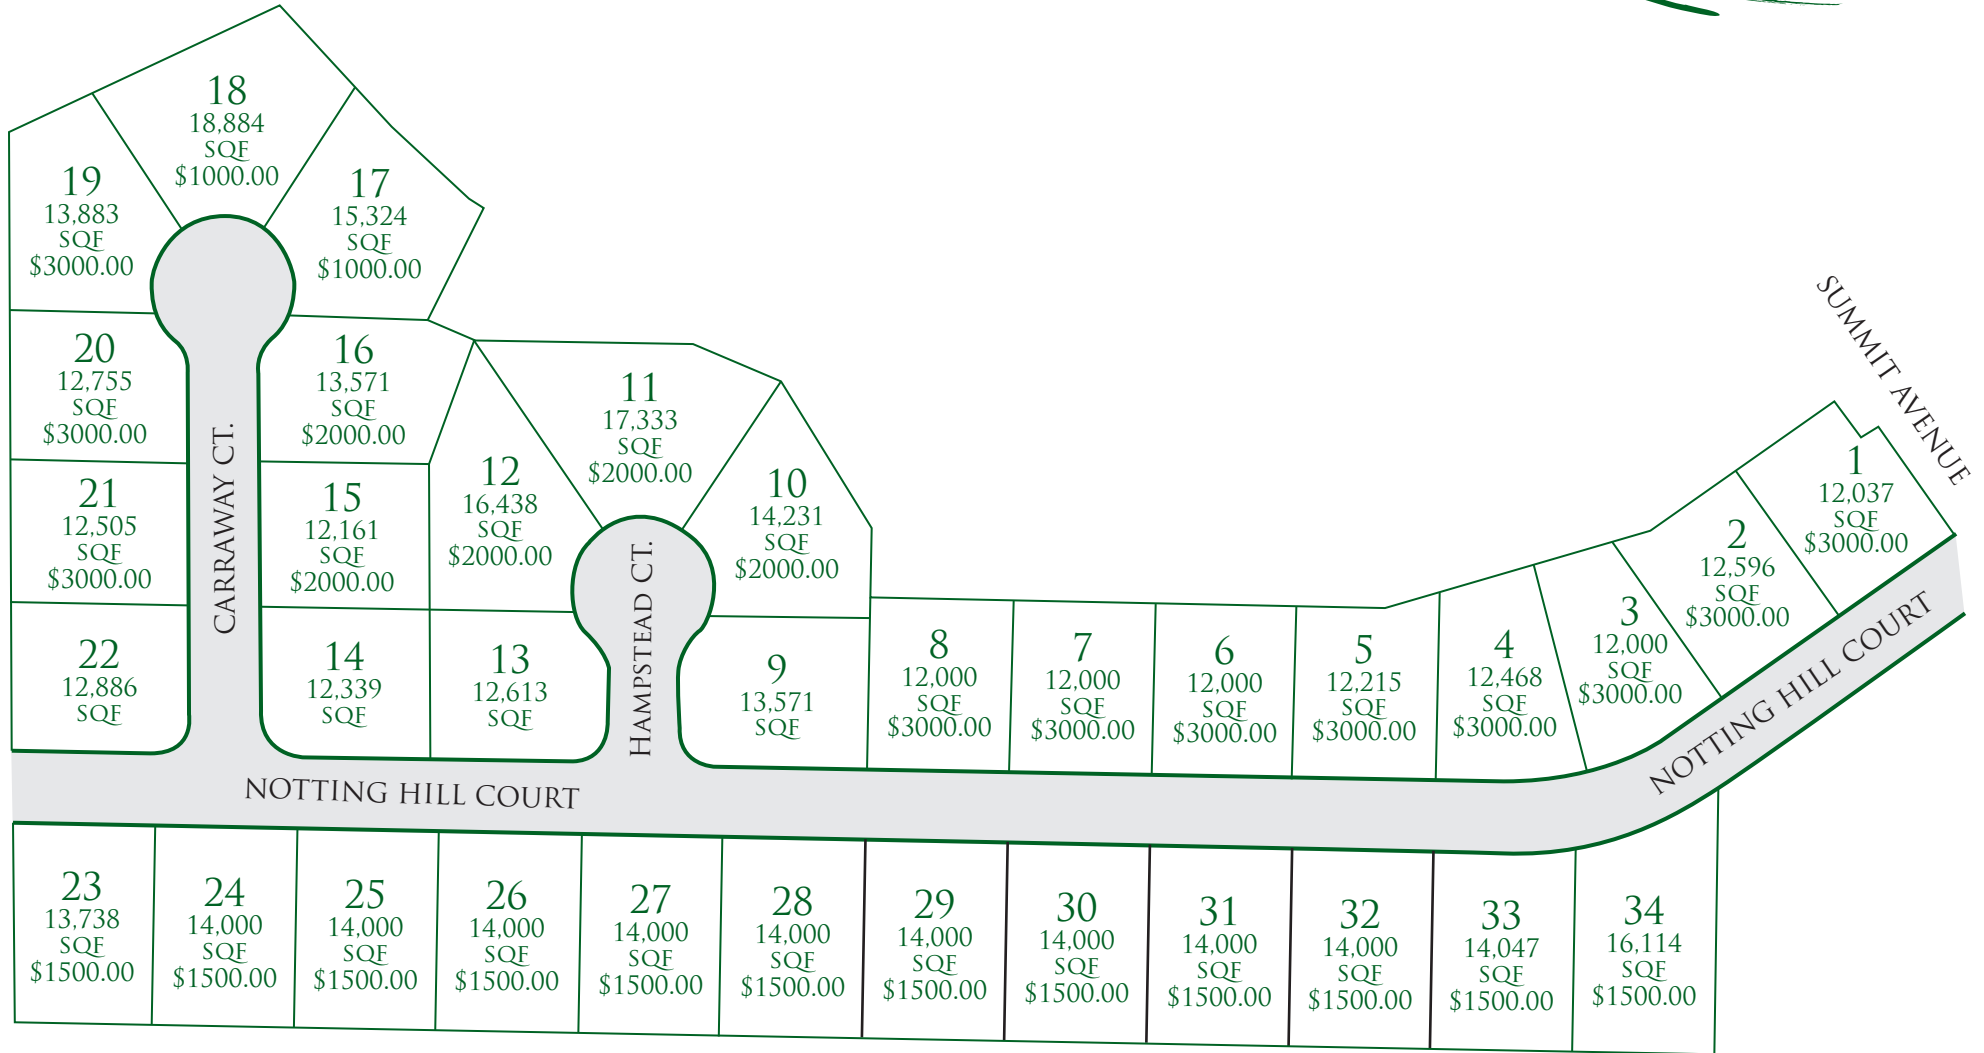 18
18,884
SQF
$1000.00
19
13,883
SQF
$3000.00
17
15,324
SQF
$1000.00
20
12,755
SQF
$3000.00
16
13,571
SQF
$2000.00
21
12,505
SQF
$3000.00
15
12,161
SQF
$2000.00
22
12,886
SQF
14
12,339
SQF
CARRAWAY CT.
12
16,438
SQF
$2000.00
11
17,333
SQF
$2000.00
10
14,231
SQF
$2000.00
13
12,613
SQF
HAMPSTEAD CT.
9
13,571
SQF
8
12,000
SQF
$3000.00
7
12,000
SQF
$3000.00
6
12,000
SQF
$3000.00
5
12,215
SQF
$3000.00
4
12,468
SQF
$3000.00
3
12,000
SQF
$3000.00
2
12,596
SQF
$3000.00
1
12,037
SQF
$3000.00
SUMMIT AVENUE
NOTTING HILL COURT
NOTTING HILL COURT
23
13,738
SQF
$1500.00
24
14,000
SQF
$1500.00
25
14,000
SQF
$1500.00
26
14,000
SQF
$1500.00
27
14,000
SQF
$1500.00
28
14,000
SQF
$1500.00
29
14,000
SQF
$1500.00
30
14,000
SQF
$1500.00
31
14,000
SQF
$1500.00
32
14,000
SQF
$1500.00
33
14,047
SQF
$1500.00
34
16,114
SQF
$1500.00